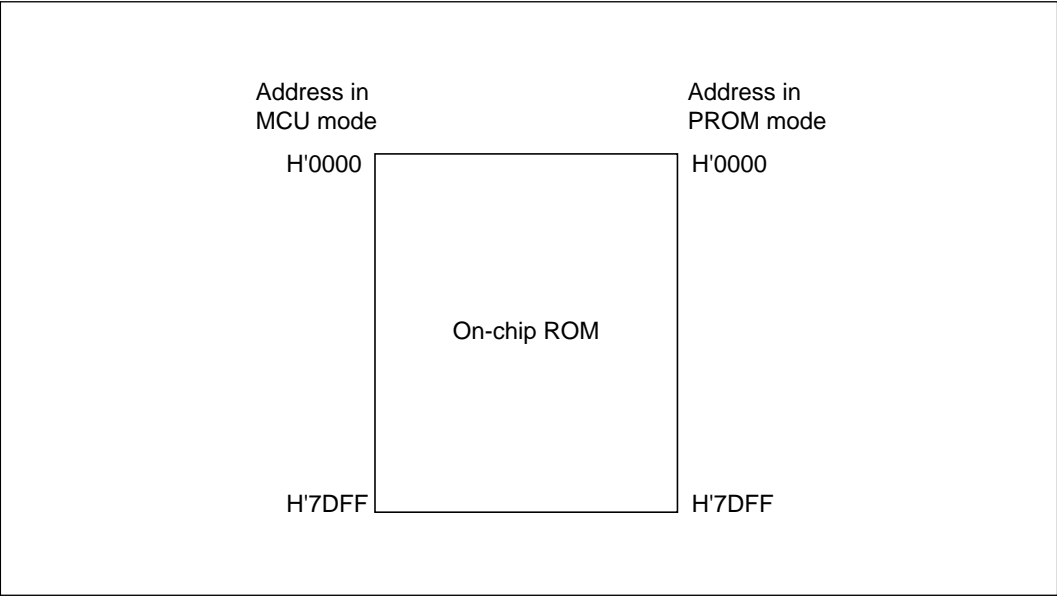 Address in
MCU mode
Address in
PROM mode
H'0000
H'0000
On-chip ROM
H'7DFF
H'7DFF